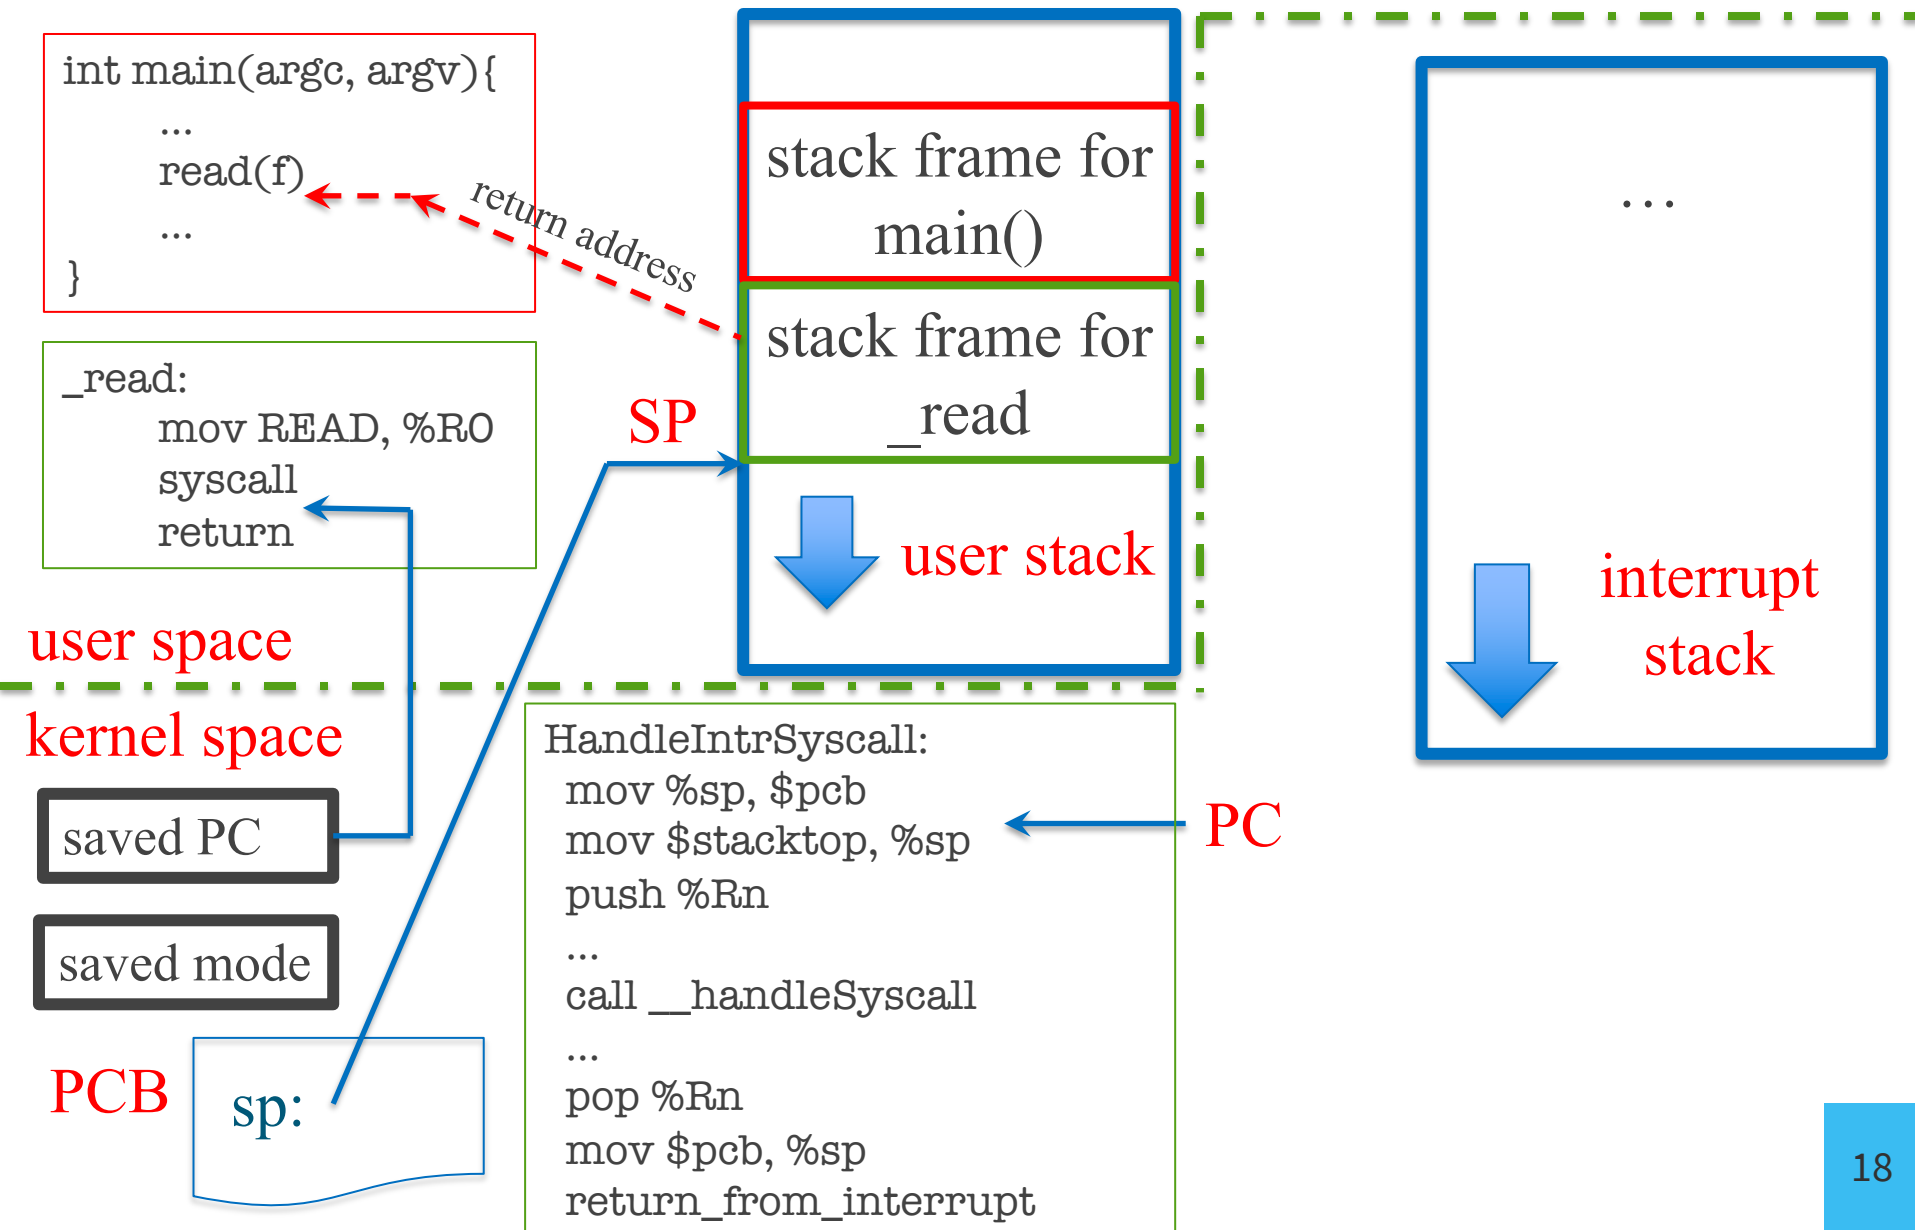 int main(argc, argv){
...
read(f)
...
}
return address
_read:
mov READ, %R0
syscall
return
SP
stack frame for
main()
stack frame for
_read
user stack
...
interrupt
stack
user space
kernel space
saved PC
saved mode
PCB
sp:
HandleIntrSyscall:
mov %sp, $pcb
mov $stacktop, %sp
push %Rn
...
call __handleSyscall
...
pop %Rn
mov $pcb, %sp
return_from_interrupt
PC
18